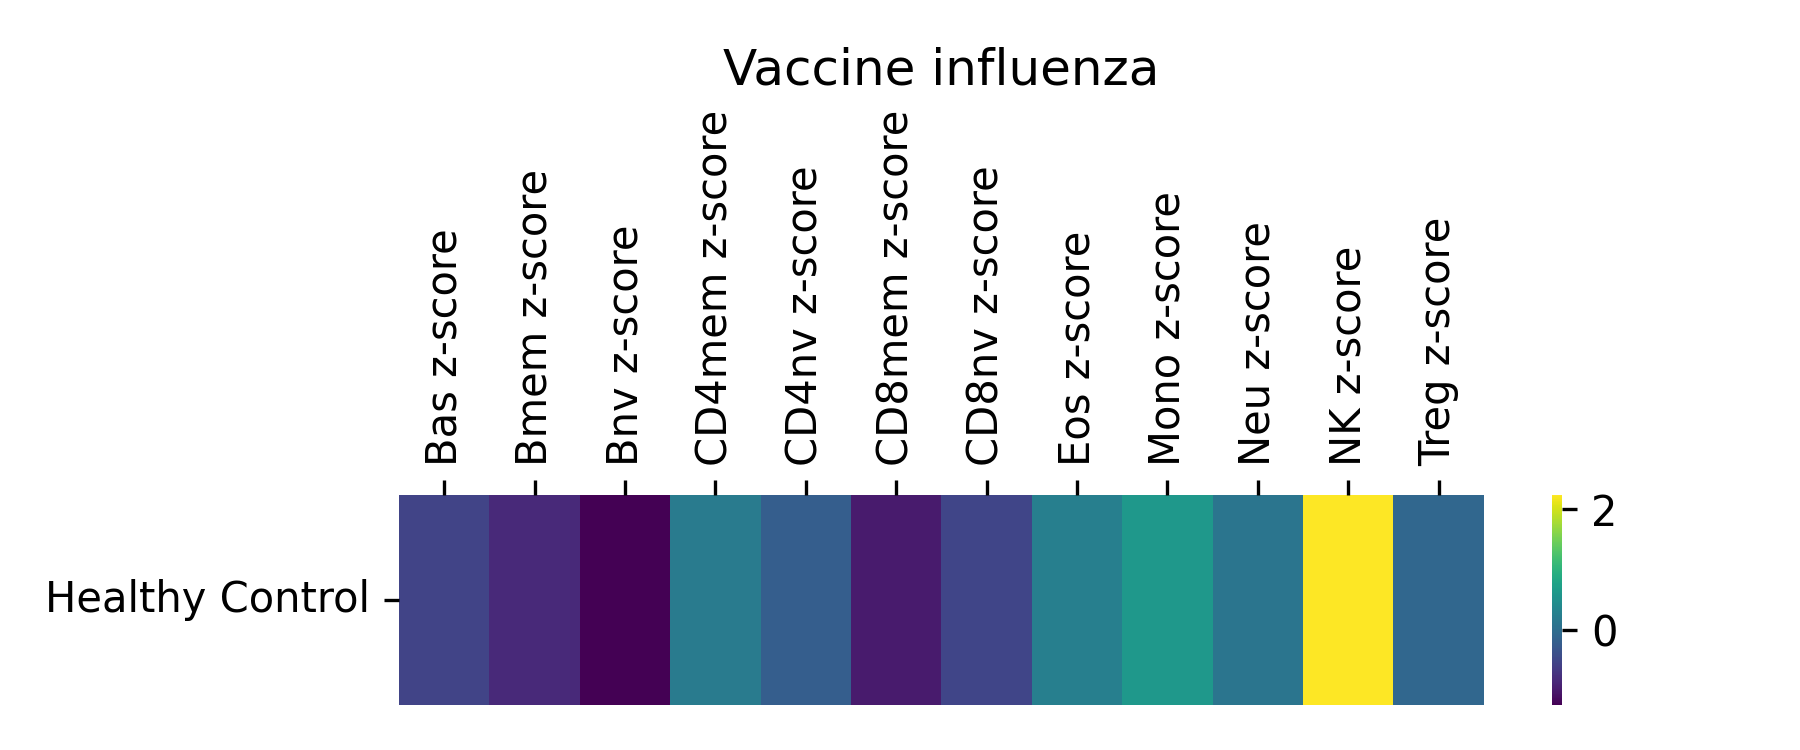 Vaccine influenza
Bas z-score
Bmem z-score
Bnv z-score
CD4mem z-score
CD4nv z-score
CD8mem z-score
CD8nv z-score
Eos z-score
Mono z-score
Neu z-score
NK z-score
Treg z-score
Healthy Control
2
0